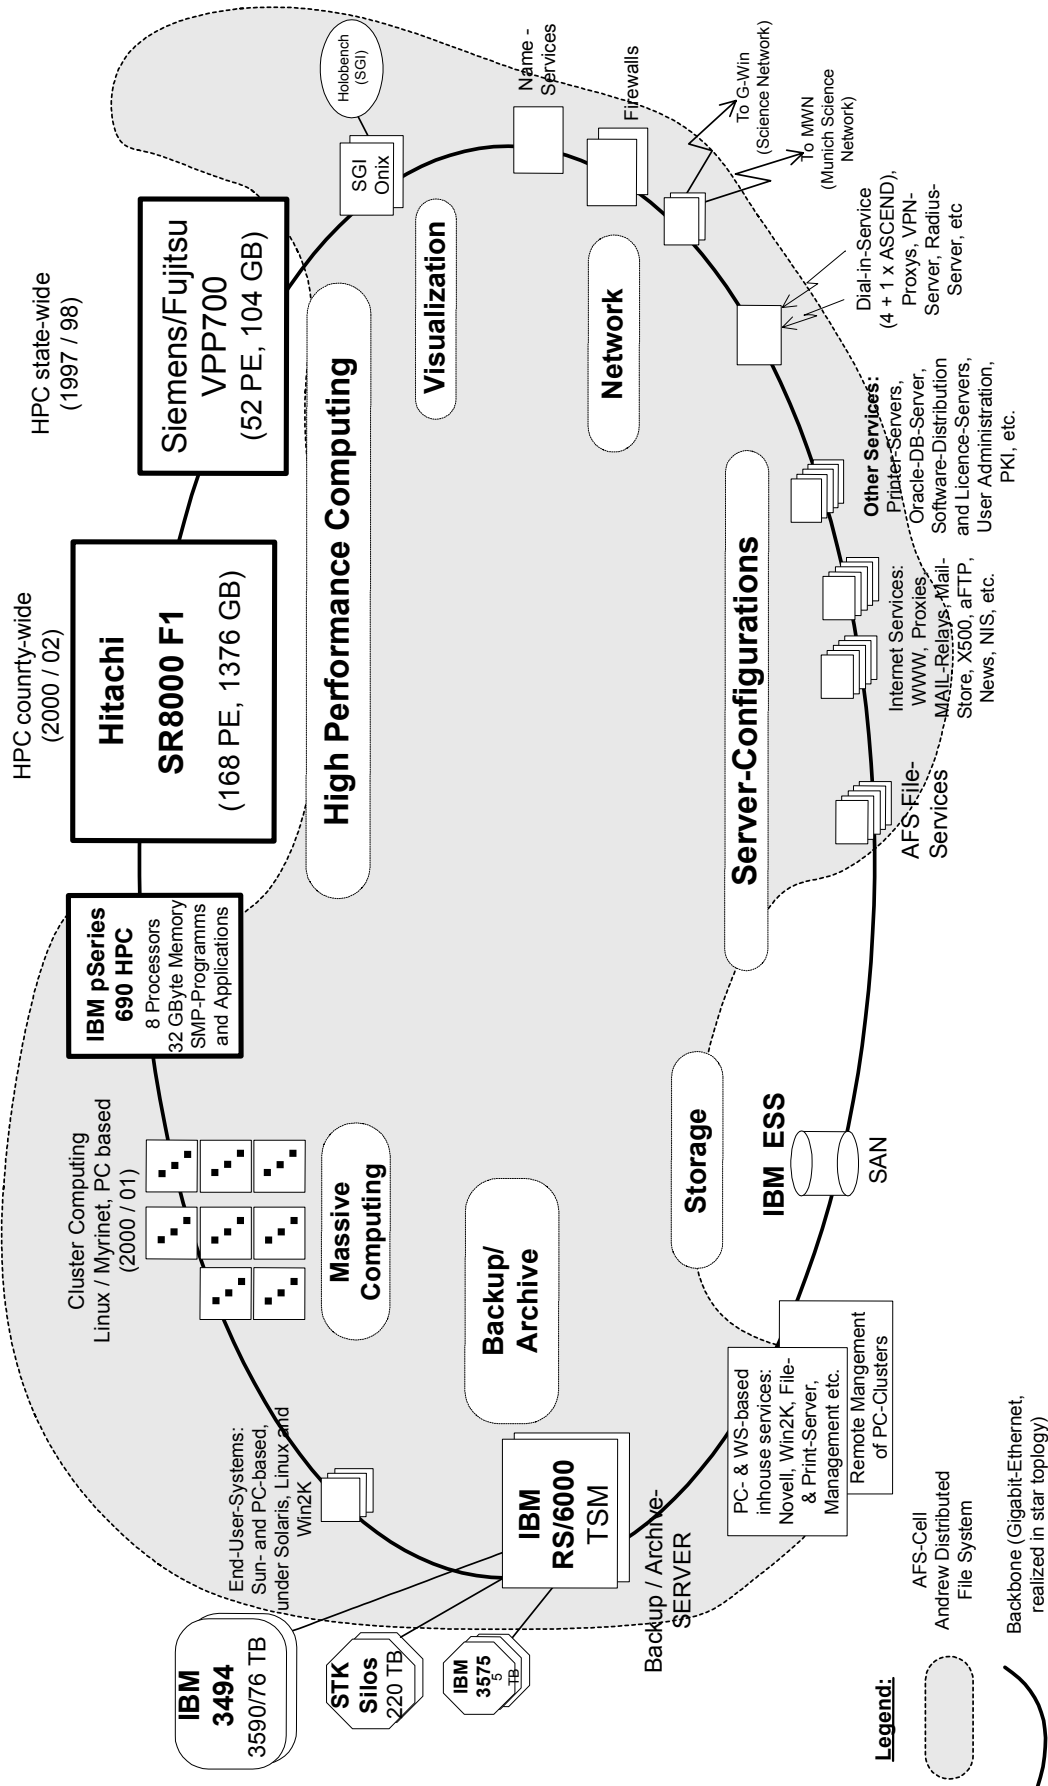 HPC state-wide
(1997 / 98)
HPC counrty-wide
(2000 / 02)
Cluster Computing
Linux / Myrinet, PC based
(2000 / 01)
End-User-Systems:
Sun- and PC-based,
under Solaris, Linux and
Win2K
IBM
3494
3590/76 TB
STK
Silos
220 TB
IBM
3575
5
TB
IBM pSeries
690 HPC
8 Processors
32 GByte Memory
SMP-Programms
and Applications
Hitachi
SR8000 F1
(168 PE, 1376 GB)
Siemens/Fujitsu
VPP700
(52 PE, 104 GB)
Holobench
(SGI)
SGI
Onix
Name -
Services
Firewalls
To G-Win
(Science Network)
To MWN
(Munich Science
Network)
Dial-in-Service
(4 + 1 x ASCEND),
Proxys, VPN-
Server, Radius-
Server, etc
High Performance Computing
Visualization
Network
Massive
Computing
Backup/
Archive
Storage
Server-Configurations
IBM
RS/6000
TSM
Backup / Archive-
SERVER
PC- & WS-based
inhouse services:
Novell, Win2K, File-
& Print-Server,
Management etc.
Remote Mangement
of PC-Clusters
IBM ESS
SAN
AFS-File-
Services
Internet Services:
WWW, Proxies,
MAIL-Relays, Mail-
Store, X500, aFTP,
News, NIS, etc.
Other Services:
Printer-Servers,
Oracle-DB-Server,
Software-Distribution
and Licence-Servers,
User Administration,
PKI, etc.
Legend:
AFS-Cell
Andrew Distributed
File System
Backbone (Gigabit-Ethernet,
realized in star toplogy)